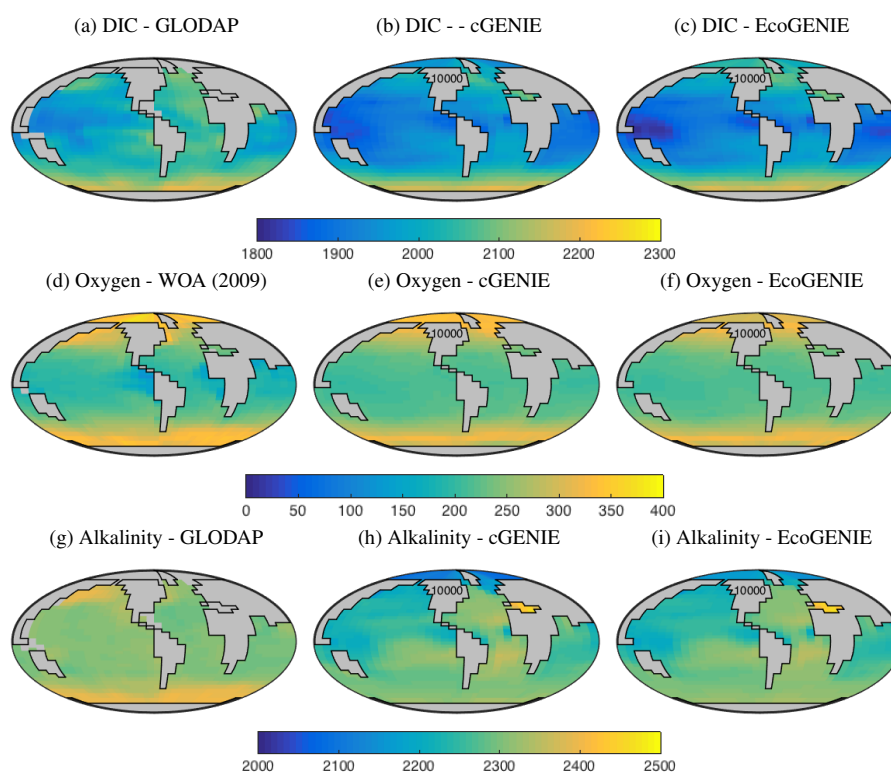 (a) DIC - GLODAP (b) DIC - - cGENIE (c) DIC - EcoGENIE
10000 10000
1800 1900 2000 2100 2200 2300
(d) Oxygen - WOA (2009) (e) Oxygen - cGENIE (f) Oxygen - EcoGENIE
10000 10000
0 50 100 150 200 250 300 350 400
(g) Alkalinity - GLODAP (h) Alkalinity - cGENIE (i) Alkalinity - EcoGENIE
10000 10000
2000 2100 2200 2300 2400 2500